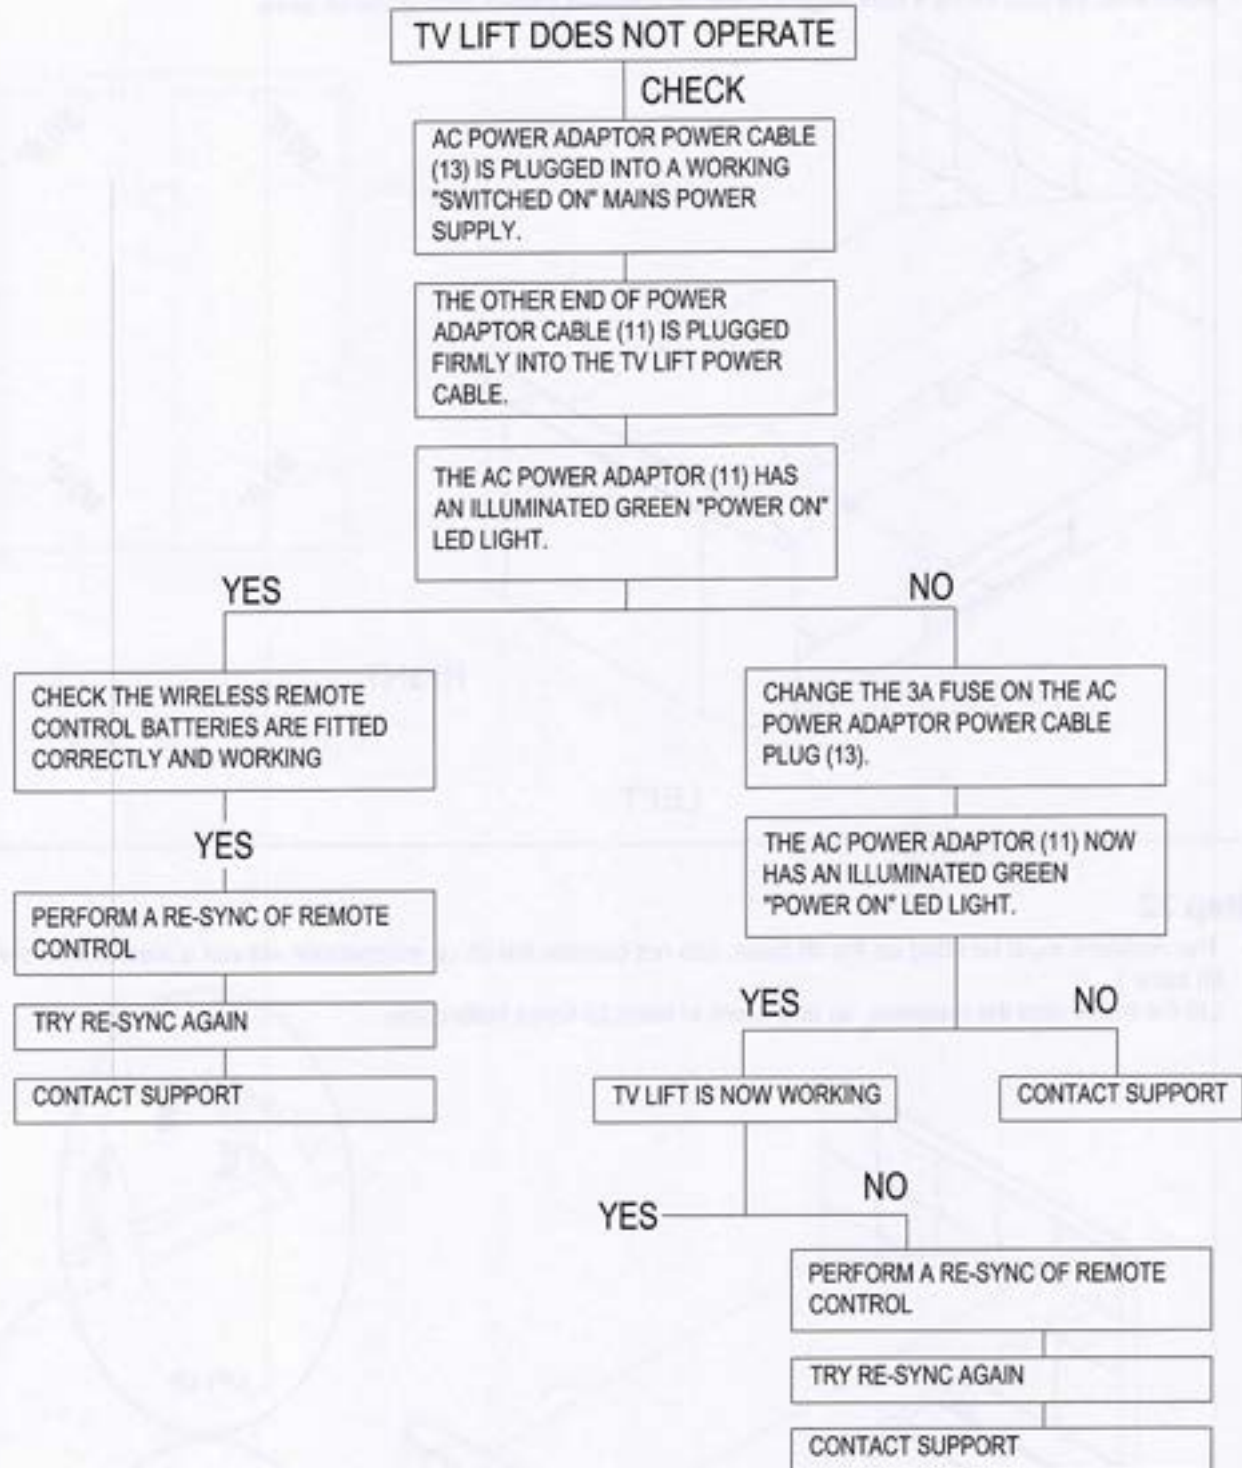 TV LIFT DOES NOT OPERATE
CHECK
AC POWER ADAPTOR POWER CABLE
(13) IS PLUGGED INTO A WORKING
"SWITCHED ON" MAINS POWER
SUPPLY.
THE OTHER END OF POWER
ADAPTOR CABLE (11) IS PLUGGED
FIRMLY INTO THE TV LIFT POWER
CABLE.
THE AC POWER ADAPTOR (11) HAS
AN ILLUMINATED GREEN "POWER ON"
LED LIGHT.
YES
NO
CHECK THE WIRELESS REMOTE
CONTROL BATTERIES ARE FITTED
CORRECTLY AND WORKING
YES
PERFORM A RE-SYNC OF REMOTE
CONTROL
TRY RE-SYNC AGAIN
CONTACT SUPPORT
CHANGE THE 3A FUSE ON THE AC
POWER ADAPTOR POWER CABLE
PLUG (13).
THE AC POWER ADAPTOR (11) NOW
HAS AN ILLUMINATED GREEN
"POWER ON" LED LIGHT.
YES
NO
TV LIFT IS NOW WORKING
CONTACT SUPPORT
YES
NO
PERFORM A RE-SYNC OF REMOTE
CONTROL
TRY RE-SYNC AGAIN
CONTACT SUPPORT